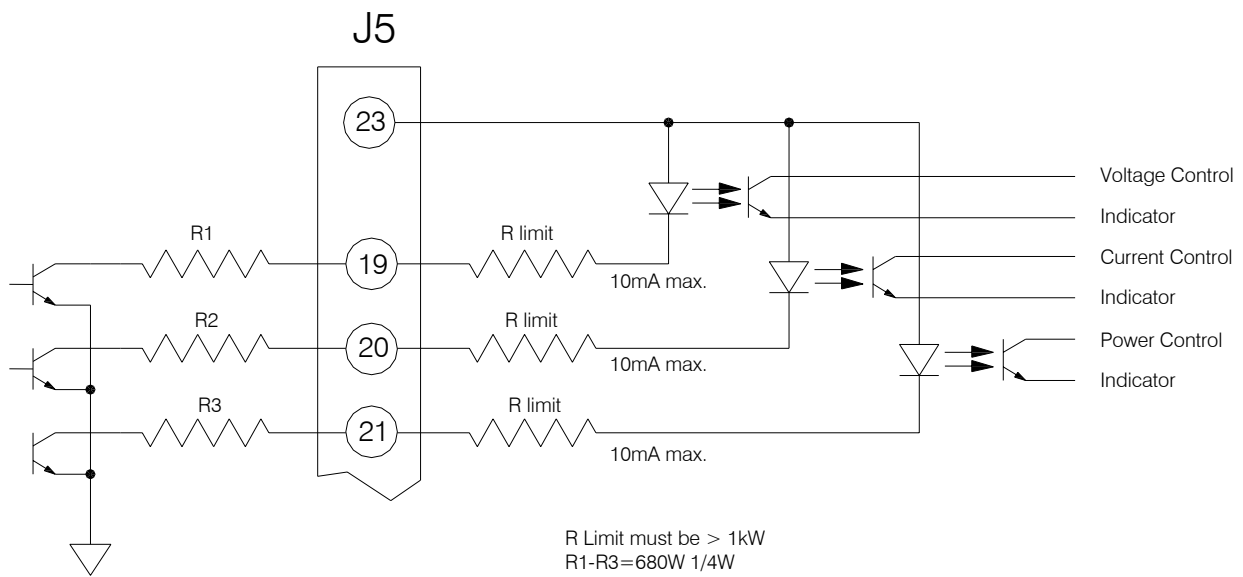 J5
23
Voltage Control
Indicator
R1
19
R limit
10mA max.
Current Control
Indicator
R2
20
R limit
10mA max.
Power Control
Indicator
R3
21
R limit
10mA max.
R Limit must be > 1kW
R1-R3=680W 1/4W